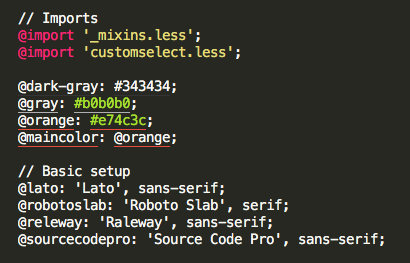 // Imports
@import '_mixins.less';
@import 'customselect.less';
@dark-gray: #343434;
@gray: #b0b0b0;
@orange: #e74c3c;
@maincolor: @orange;
// Basic setup
@lato: 'Lato', sans-serif;
@robotoslab: 'Roboto Slab', serif;
@releway: 'Raleway', sans-serif;
@sourcecodepro: 'Source Code Pro', sans-serif;